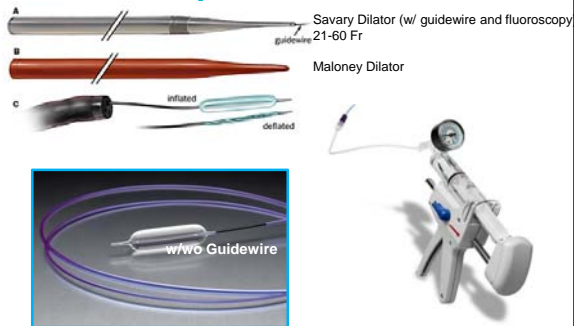 A
guidewire
Savary Dilator (w/ guidewire and fluoroscopy
21-60 Fr
B
Maloney Dilator
C
inflated
deflated
w/wo Guidewire